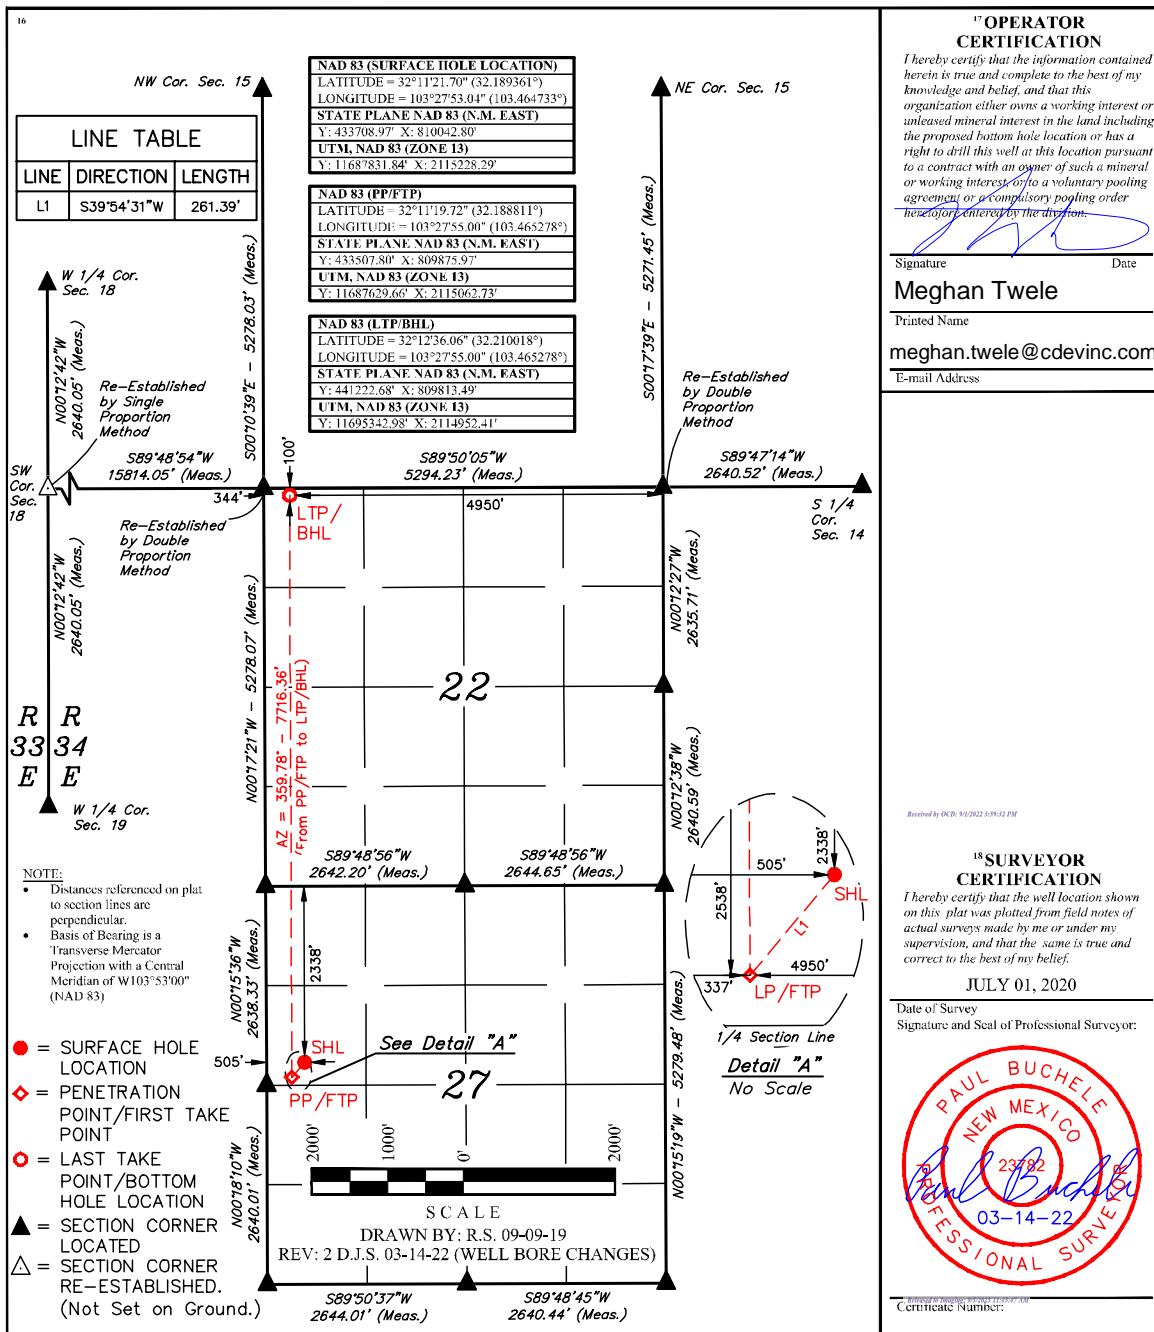 16
NW Cor. Sec. 15
NE Cor. Sec. 15
NAD 83 (SURFACE HOLE LOCATION)
LATITUDE = 32°11'21.70" (32.189361°)
LONGITUDE = 103°27'53.04" (103.464733°)
STATE PLANE NAD 83 (N.M. EAST)
Y: 433708.97' X: 810042.80'
UTM, NAD 83 (ZONE 13)
Y: 11687831.84' X: 2115228.29'
NAD 83 (PP/FTP)
LATITUDE = 32°11'19.72" (32.188811°)
LONGITUDE = 103°27'55.00" (103.465278°)
STATE PLANE NAD 83 (N.M. EAST)
Y: 433507.80' X: 809875.97'
UTM, NAD 83 (ZONE 13)
Y: 11687629.66' X: 2115062.73'
NAD 83 (LTP/BHL)
LATITUDE = 32°12'36.06" (32.210018°)
LONGITUDE = 103°27'55.00" (103.465278°)
STATE PLANE NAD 83 (N.M. EAST)
Y: 441222.68' X: 809813.49'
UTM, NAD 83 (ZONE 13)
Y: 11695342.98' X: 2114952.41'
LINE TABLE
LINE DIRECTION LENGTH
L1 S39°54'31"W 261.39'
W 1/4 Cor.
Sec. 18
N00°12'42"W
2640.05' (Meas.)
S00°10'39"E - 5278.03' (Meas.)
S00°17'39"E - 5271.45' (Meas.)
Re-Established
by Single
Proportion
Method
Re-Established
by Double
Proportion
Method
S89°48'54"W
15814.05' (Meas.)
100'
S89°50'05"W
5294.23' (Meas.)
S89°47'14"W
2640.52' (Meas.)
SW
Cor.
Sec.
18
344'
4950'
LTP/
BHL
S 1/4
Cor.
Sec. 14
Re-Established
by Double
Proportion
Method
N00°12'42"W
2640.05' (Meas.)
N00°17'21"W - 5278.07' (Meas.)
AZ = 359.78° - 7716.36'
(From PP/FTP to LTP/BHL)
22
N00°12'27"W
2635.71' (Meas.)
N00°12'38"W
2640.59' (Meas.)
R R
33 34
E E
W 1/4 Cor.
Sec. 19
S89°48'56"W
2642.20' (Meas.)
S89°48'56"W
2644.65' (Meas.)
NOTE:
• Distances referenced on plat
to section lines are
perpendicular.
• Basis of Bearing is a
Transverse Mercator
Projection with a Central
Meridian of W103°53'00"
(NAD 83)
N00°15'36"W
2638.33' (Meas.)
2338'
505'
SHL
PP/FTP
See Detail "A"
27
N00°15'19"W - 5279.48' (Meas.)
N00°18'10"W
2640.01' (Meas.)
505'
2338'
2538'
SHL
L1
4950'
337'
LP/FTP
1/4 Section Line
Detail "A"
No Scale
= SURFACE HOLE
LOCATION
= PENETRATION
POINT/FIRST TAKE
POINT
= LAST TAKE
POINT/BOTTOM
HOLE LOCATION
= SECTION CORNER
LOCATED
= SECTION CORNER
RE-ESTABLISHED.
(Not Set on Ground.)
2000' 1000' 0' 2000'
SCALE
DRAWN BY: R.S. 09-09-19
REV: 2 D.J.S. 03-14-22 (WELL BORE CHANGES)
S89°50'37"W
2644.01' (Meas.)
S89°48'45"W
2640.44' (Meas.)
17 OPERATOR
CERTIFICATION
I hereby certify that the information contained
herein is true and complete to the best of my
knowledge and belief, and that this
organization either owns a working interest or
unleased mineral interest in the land including
the proposed bottom hole location or has a
right to drill this well at this location pursuant
to a contract with an owner of such a mineral
or working interest, or to a voluntary pooling
agreement or a compulsory pooling order
heretofore entered by the division.
Signature Date
Meghan Twele
Printed Name
meghan.twele@cdevinc.com
E-mail Address
Received by OCD: 9/1/2022 3:59:32 PM
18 SURVEYOR
CERTIFICATION
I hereby certify that the well location shown
on this plat was plotted from field notes of
actual surveys made by me or under my
supervision, and that the same is true and
correct to the best of my belief.
JULY 01, 2020
Date of Survey
Signature and Seal of Professional Surveyor:
PAUL BUCHELE
NEW MEXICO
23782
Paul Buchele
03-14-22
PROFESSIONAL SURVEYOR
Certificate Number: